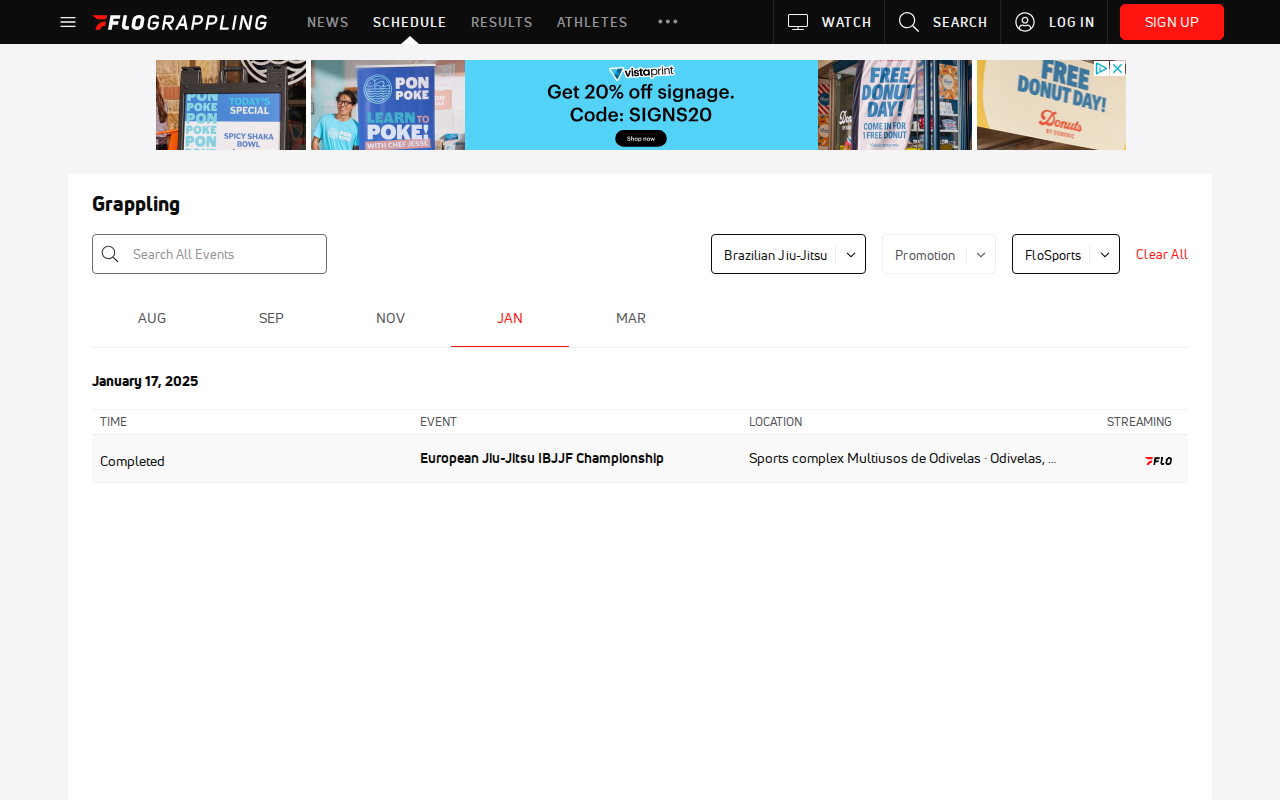 FLOGRAPPLING NEWS SCHEDULE RESULTS ATHLETES WATCH SEARCH LOG IN SIGN UP
TODAY'S SPECIAL
SPICY SHAKA BOWL
PON POKE
PON POKE
PON POKE
LEARN TO POKE!
WITH CHEF JESSE
vistaprint
Get 20% off signage.
Code: SIGNS20
Shop now
FREE DONUT DAY!
COME IN FOR 1 FREE DONUT
FREE DONUT DAY!
Donuts
BY DOMINIC
Grappling
Search All Events Brazilian Jiu-Jitsu Promotion FloSports Clear All
AUG SEP NOV JAN MAR
January 17, 2025
TIME EVENT LOCATION STREAMING
Completed European Jiu-Jitsu IBJJF Championship Sports complex Multiusos de Odivelas · Odivelas, ... FLO